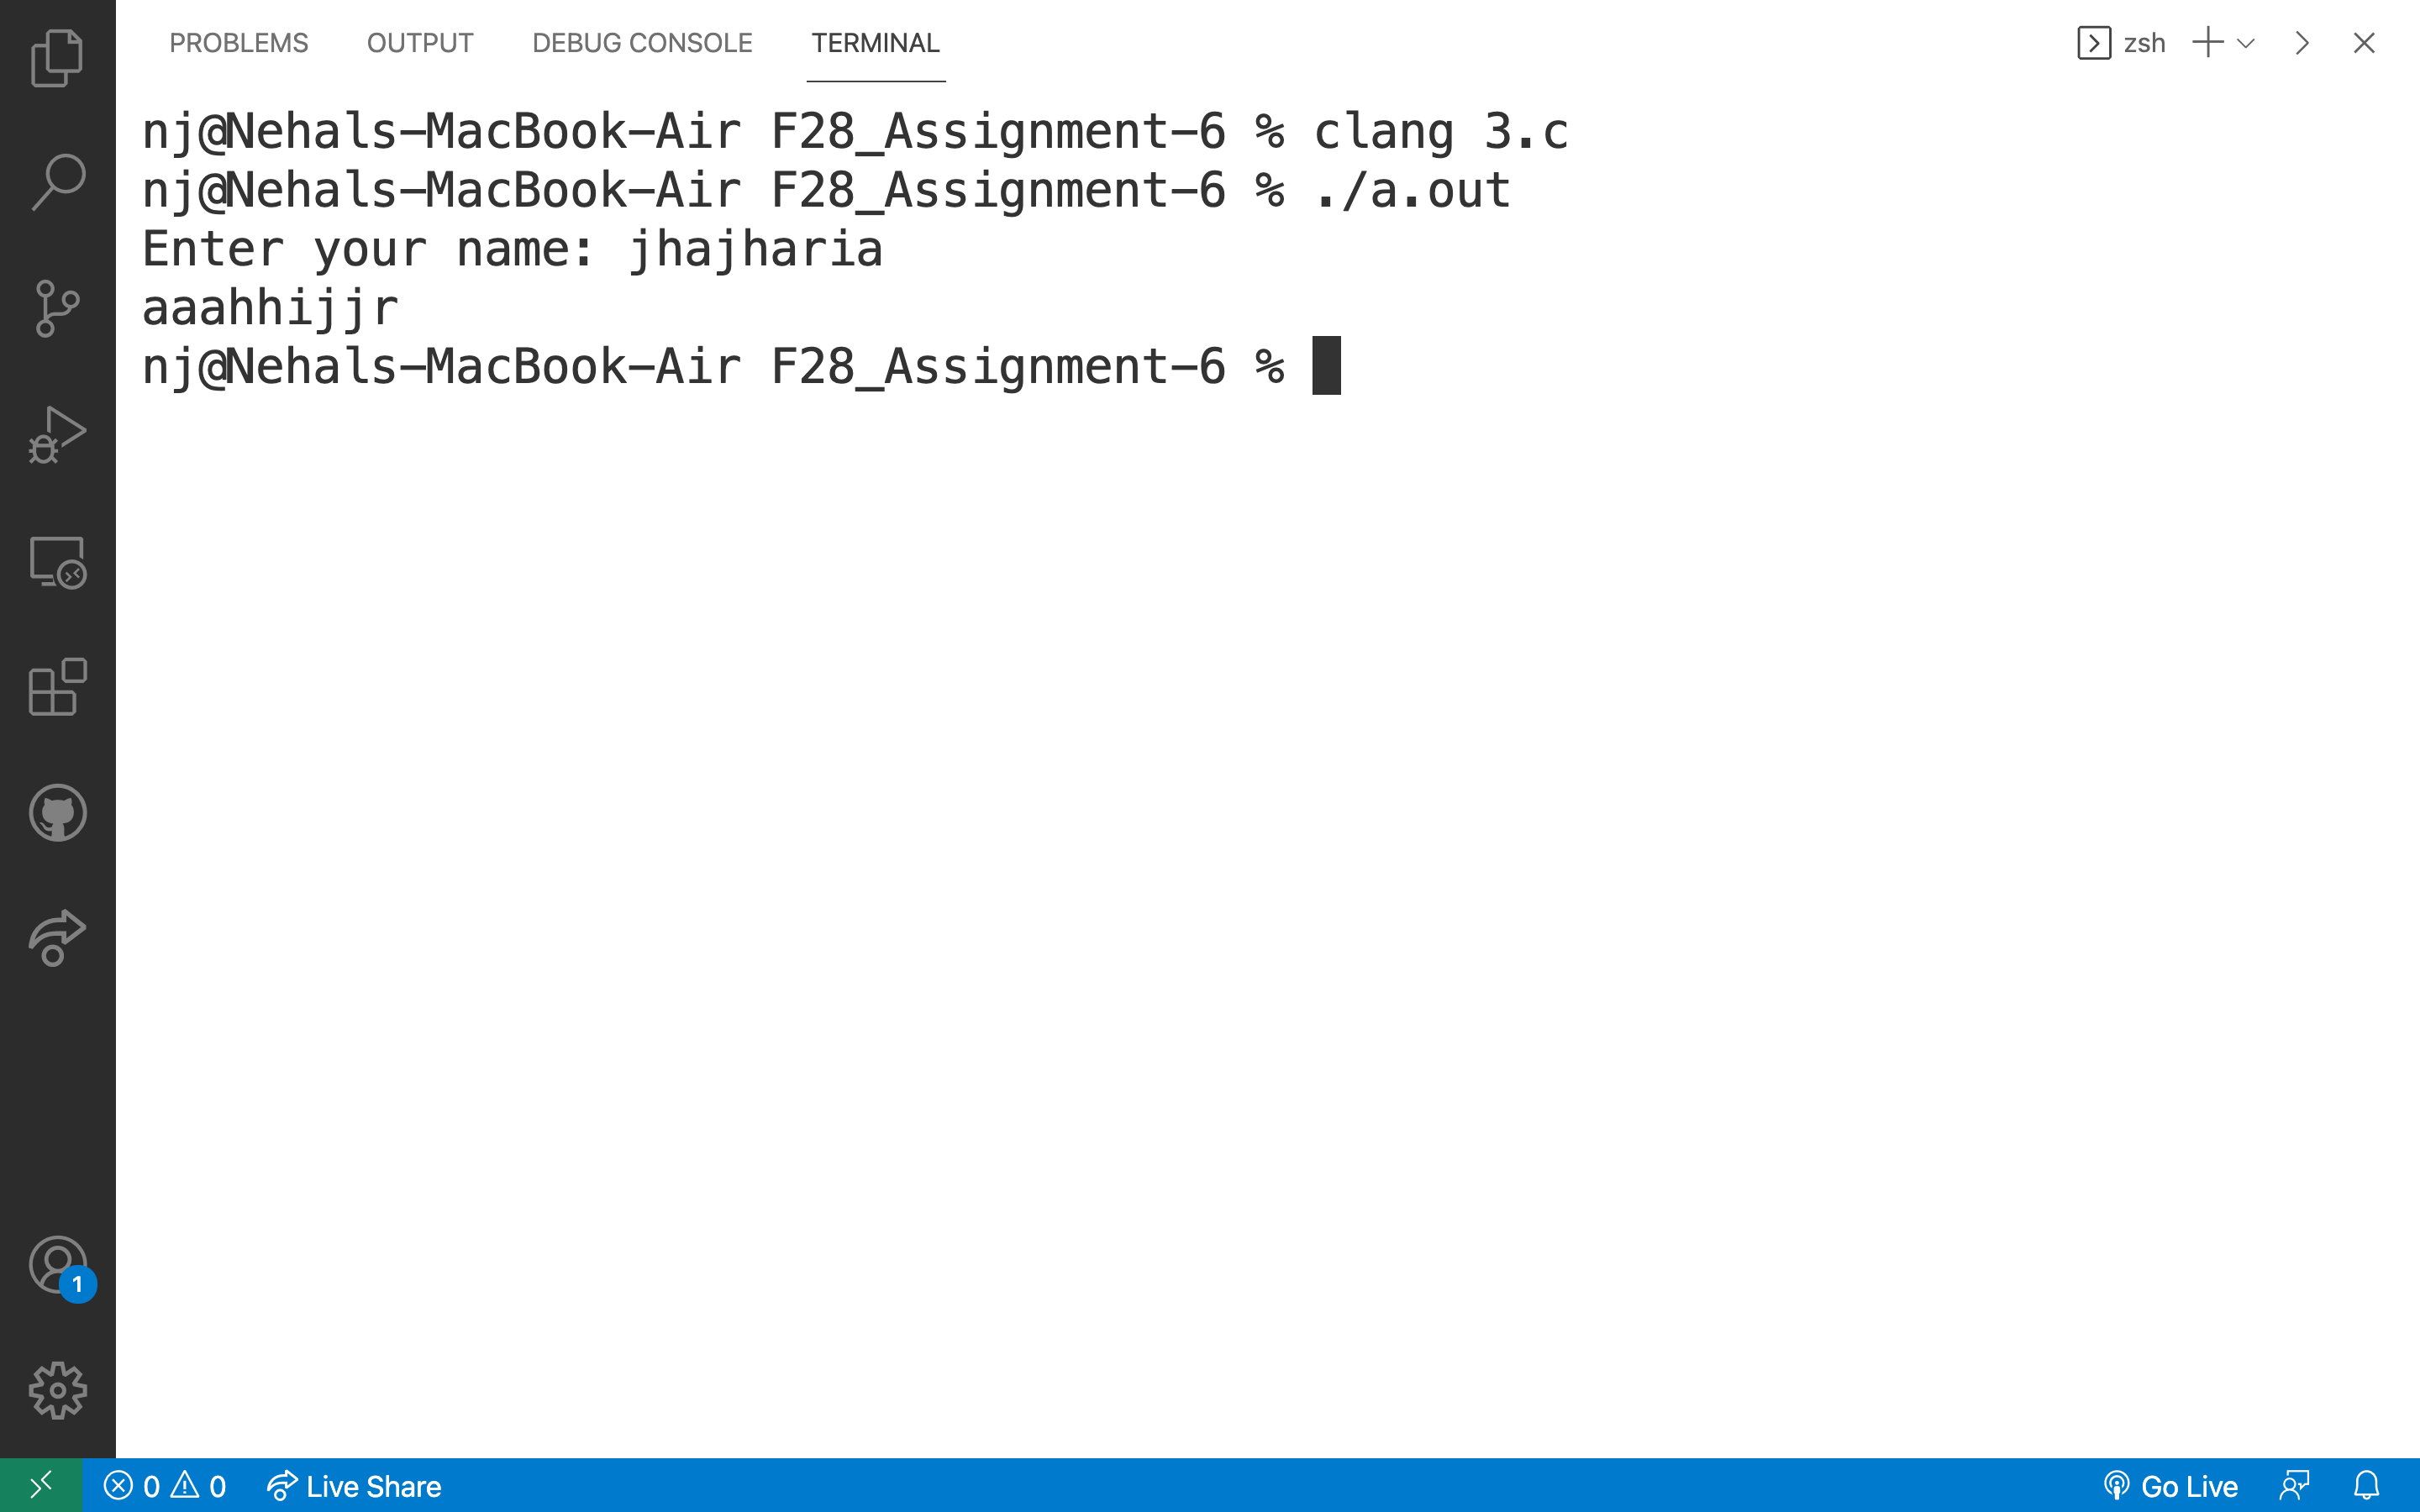 PROBLEMS OUTPUT DEBUG CONSOLE TERMINAL zsh
nj@Nehals-MacBook-Air F28_Assignment-6 % clang 3.c
nj@Nehals-MacBook-Air F28_Assignment-6 % ./a.out
Enter your name: jhajharia
aaahhijjr
nj@Nehals-MacBook-Air F28_Assignment-6 %
1
0 0 Live Share Go Live